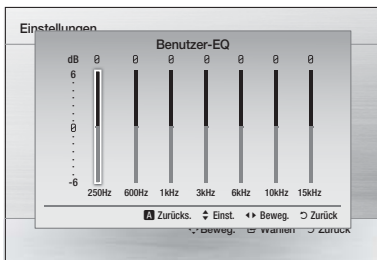 Einstellungen
Benutzer-EQ
dB 0 0 0 0 0 0 0
6
0
-6
250Hz 600Hz 1kHz 3kHz 6kHz 10kHz 15kHz
A Zurücks. Einst. Beweg. Zurück
Beweg. Wählen Zurück